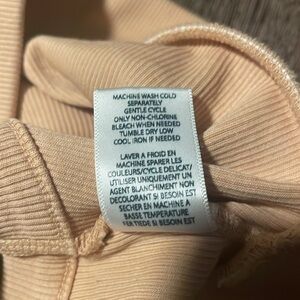 MACHINE WASH COLD
SEPARATELY
GENTLE CYCLE
ONLY NON-CHLORINE
BLEACH WHEN NEEDED
TUMBLE DRY LOW
COOL IRON IF NEEDED
LAVER A FROID EN
MACHINE SPARER LES
COULEURS/CYCLE DELICAT/
UTILISER UNIQUEMENT UN
AGENT BLANCHIMENT NON
DECOLORANT SI BESOIN EST
SECHER EN MACHINE A
BASSE TEMPERATURE
FER TIEDE SI BESOIN EST